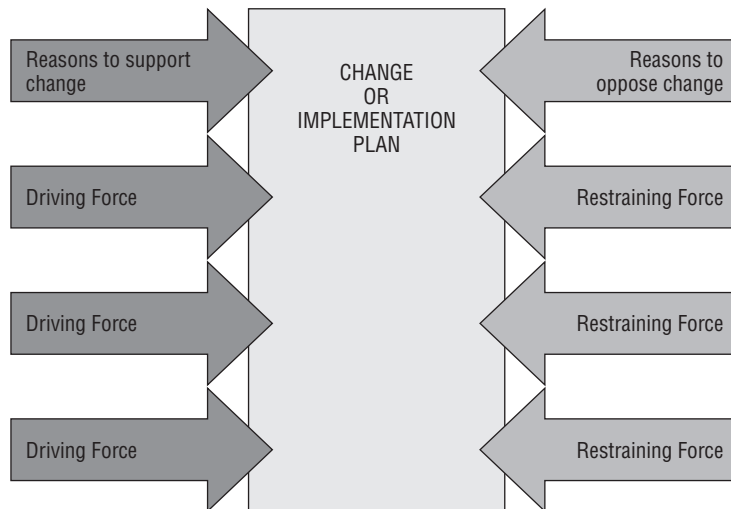 Reasons to support
change
CHANGE
OR
IMPLEMENTATION
PLAN
Reasons to
oppose change
Driving Force
Restraining Force
Driving Force
Restraining Force
Driving Force
Restraining Force